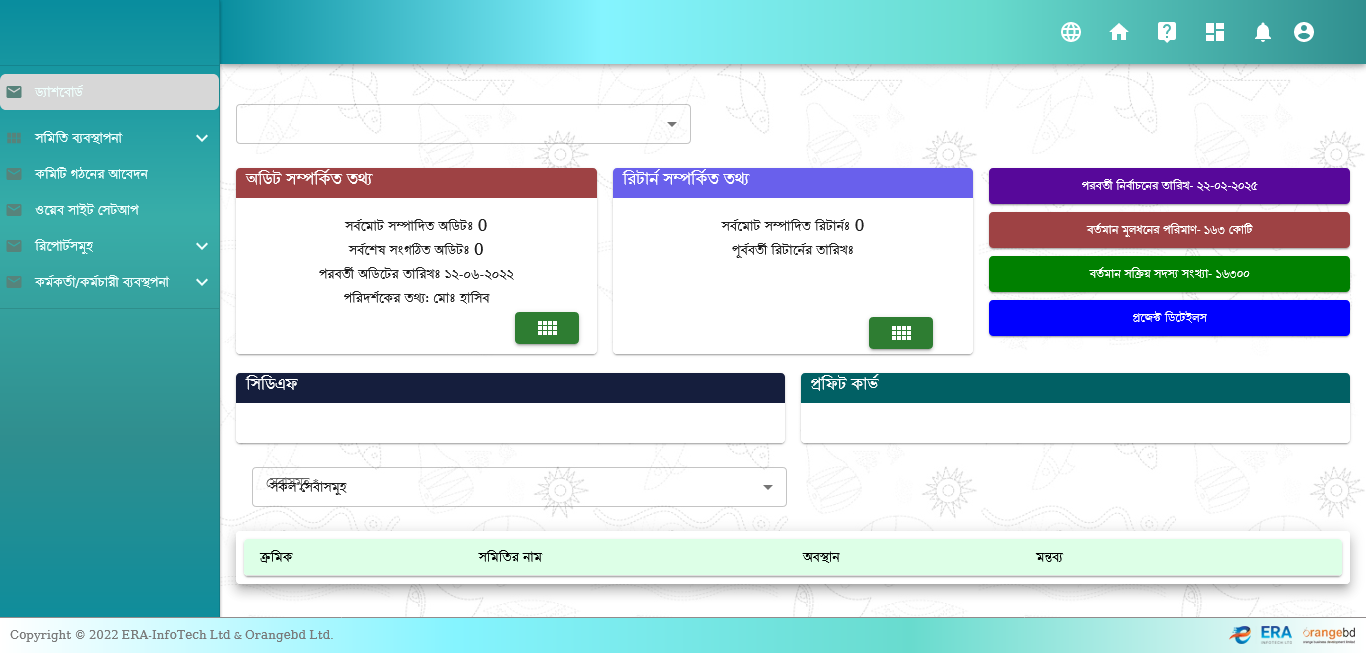 ড্যাশবোর্ড
সমিতি ব্যবস্থাপনা
কমিটি গঠনের আবেদন
ওয়েব সাইট সেটআপ
রিপোর্টসমুহ
কর্মকর্তা/কর্মচারী ব্যবস্থপনা
অডিট সম্পর্কিত তথ্য
সর্বমোট সম্পাদিত অডিটঃ 0
সর্বশেষ সংগঠিত অডিটঃ 0
পরবর্তী অডিটের তারিখঃ ১২-০৬-২০২২
পরিদর্শকের তথ্য: মোঃ হাসিব
রিটার্ন সম্পর্কিত তথ্য
সর্বমোট সম্পাদিত রিটার্নঃ 0
পূর্ববর্তী রিটার্নের তারিখঃ
পরবর্তী নির্বাচনের তারিখ- ২২-০২-২০২৫
বর্তমান মুলধনের পরিমাণ- ১৬৩ কোটি
বর্তমান সক্রিয় সদস্য সংখ্যা- ১৬৩০০
প্রজেক্ট ডিটেইলস
সিডিএফ
প্রফিট কার্ভ
সকল সেবাসমুহ
ক্রমিক সমিতির নাম অবস্থান মন্তব্য
Copyright © 2022 ERA-InfoTech Ltd & Orangebd Ltd.
ERA
orangebd